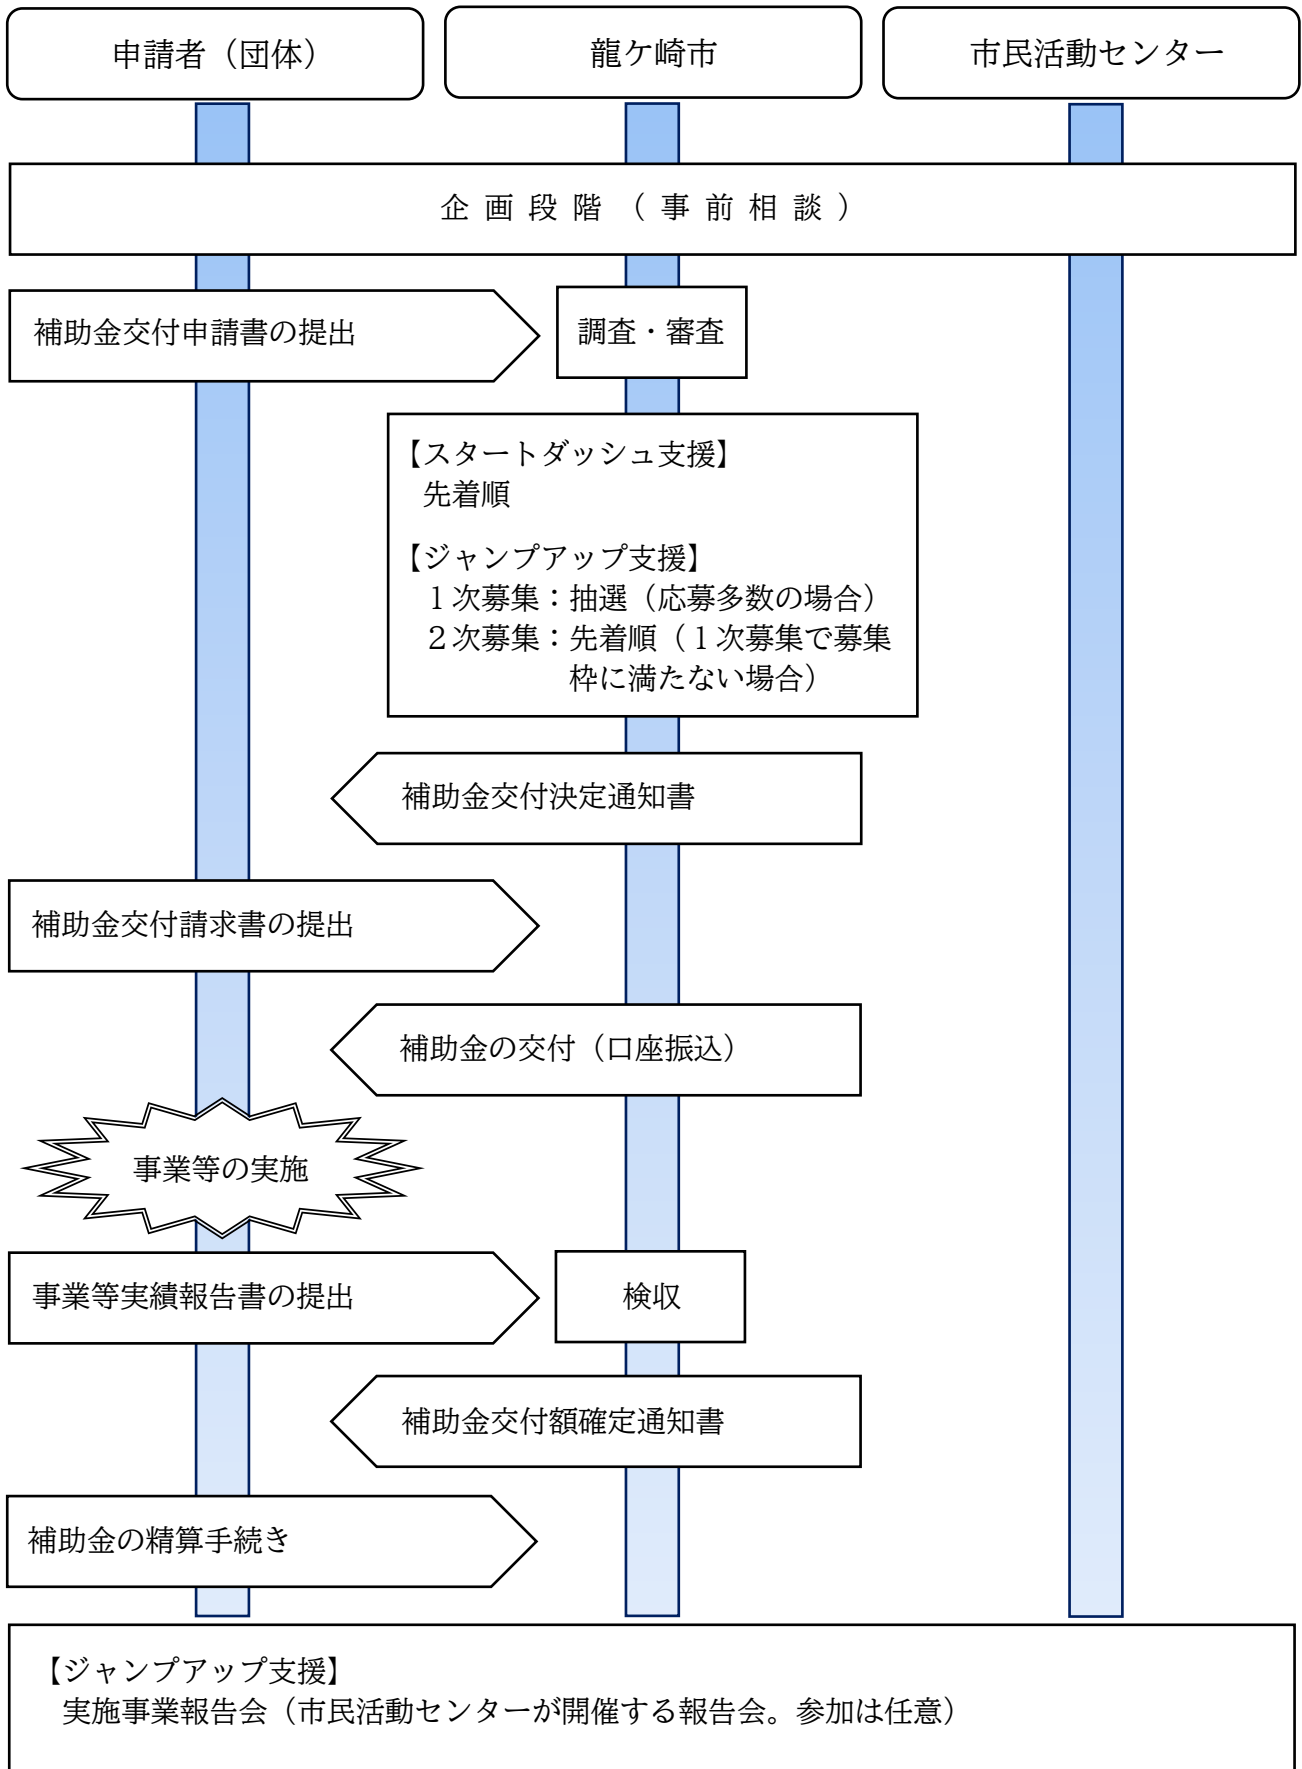 申請者（団体）
龍ケ崎市
市民活動センター
企画段階（事前相談）
補助金交付申請書の提出
調査・審査
【スタートダッシュ支援】
先着順
【ジャンプアップ支援】
１次募集：抽選（応募多数の場合）
２次募集：先着順（１次募集で募集
枠に満たない場合）
補助金交付決定通知書
補助金交付請求書の提出
補助金の交付（口座振込）
事業等の実施
事業等実績報告書の提出
検収
補助金交付額確定通知書
補助金の精算手続き
【ジャンプアップ支援】
実施事業報告会（市民活動センターが開催する報告会。参加は任意）